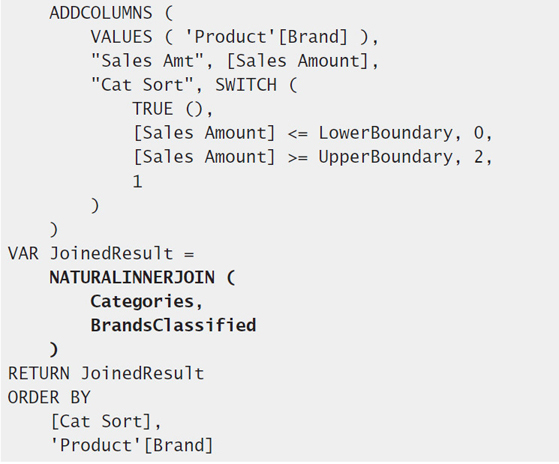 ADDCOLUMNS (
        VALUES ( 'Product'[Brand] ),
        "Sales Amt", [Sales Amount],
        "Cat Sort", SWITCH (
            TRUE (),
            [Sales Amount] <= LowerBoundary, 0,
            [Sales Amount] >= UpperBoundary, 2,
            1
        )
    )
VAR JoinedResult =
    NATURALINNERJOIN (
        Categories,
        BrandsClassified
    )
RETURN JoinedResult
ORDER BY
    [Cat Sort],
    'Product'[Brand]